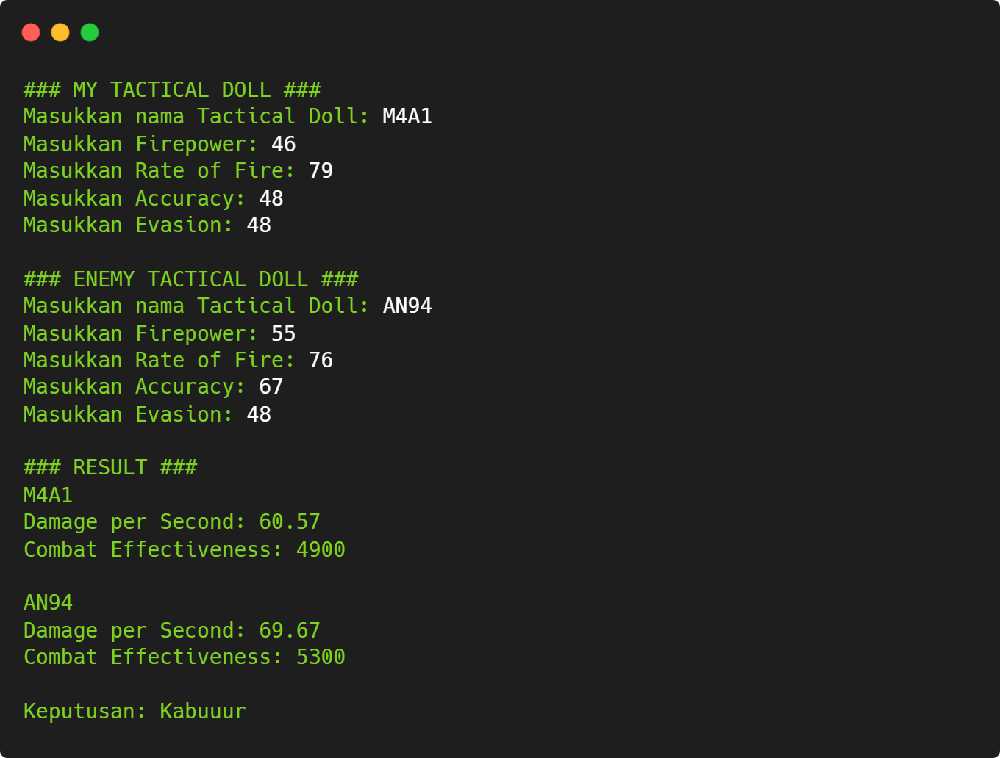 ### MY TACTICAL DOLL ###
Masukkan nama Tactical Doll: M4A1
Masukkan Firepower: 46
Masukkan Rate of Fire: 79
Masukkan Accuracy: 48
Masukkan Evasion: 48
### ENEMY TACTICAL DOLL ###
Masukkan nama Tactical Doll: AN94
Masukkan Firepower: 55
Masukkan Rate of Fire: 76
Masukkan Accuracy: 67
Masukkan Evasion: 48
### RESULT ###
M4A1
Damage per Second: 60.57
Combat Effectiveness: 4900
AN94
Damage per Second: 69.67
Combat Effectiveness: 5300
Keputusan: Kabuuur